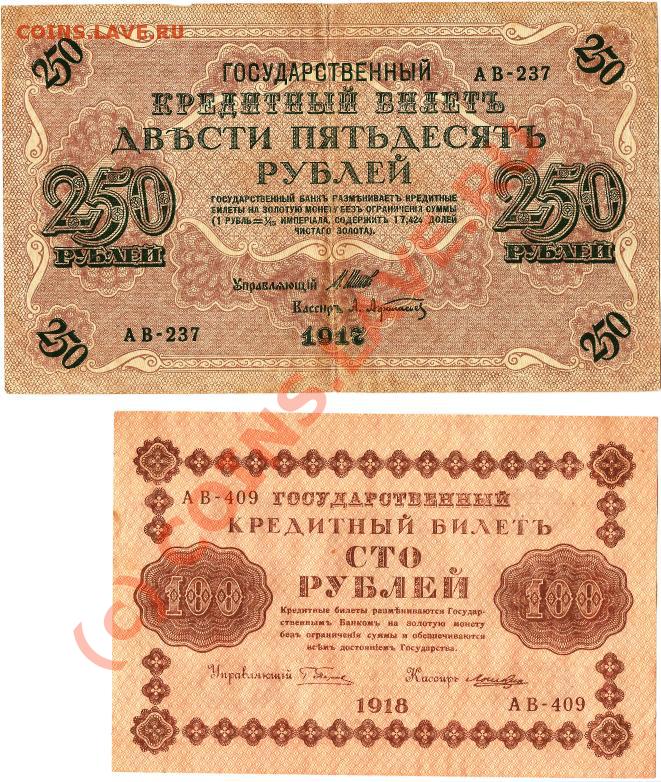 COINS.LAVE.RU
250
250
ГОСУДАРСТВЕННЫЙ АВ-237
КРЕДИТНЫЙ БИЛЕТЪ
ДВѢСТИ ПЯТЬДЕСЯТЪ
РУБЛЕЙ
250
РУБЛЕЙ
250
РУБЛЕЙ
ГОСУДАРСТВЕННЫЙ БАНКЪ РАЗМѢНИВАЕТЪ КРЕДИТНЫЕ
БИЛЕТЫ НА ЗОЛОТУЮ МОНЕТУ БЕЗЪ ОГРАНИЧЕНІЯ СУММЫ
(1 РУБЛЬ=1/15 ИМПЕРІАЛА, СОДЕРЖИТЪ 17,424 ДОЛЕЙ
ЧИСТАГО ЗОЛОТА).
Управляющій
Кассиръ А. Афанасьев
250
АВ-237
1917
250
АВ-409 ГОСУДАРСТВЕННЫЙ
КРЕДИТНЫЙ БИЛЕТЪ
СТО
РУБЛЕЙ
100
100
Кредитные билеты размѣниваются Государ-
ственнымъ Банкомъ на золотую монету
безъ ограниченія суммы и обезпечиваются
всѣмъ достояніемъ Государства.
Управляющій
Кассиръ
1918
АВ-409
(c) COINS.LAVE.RU